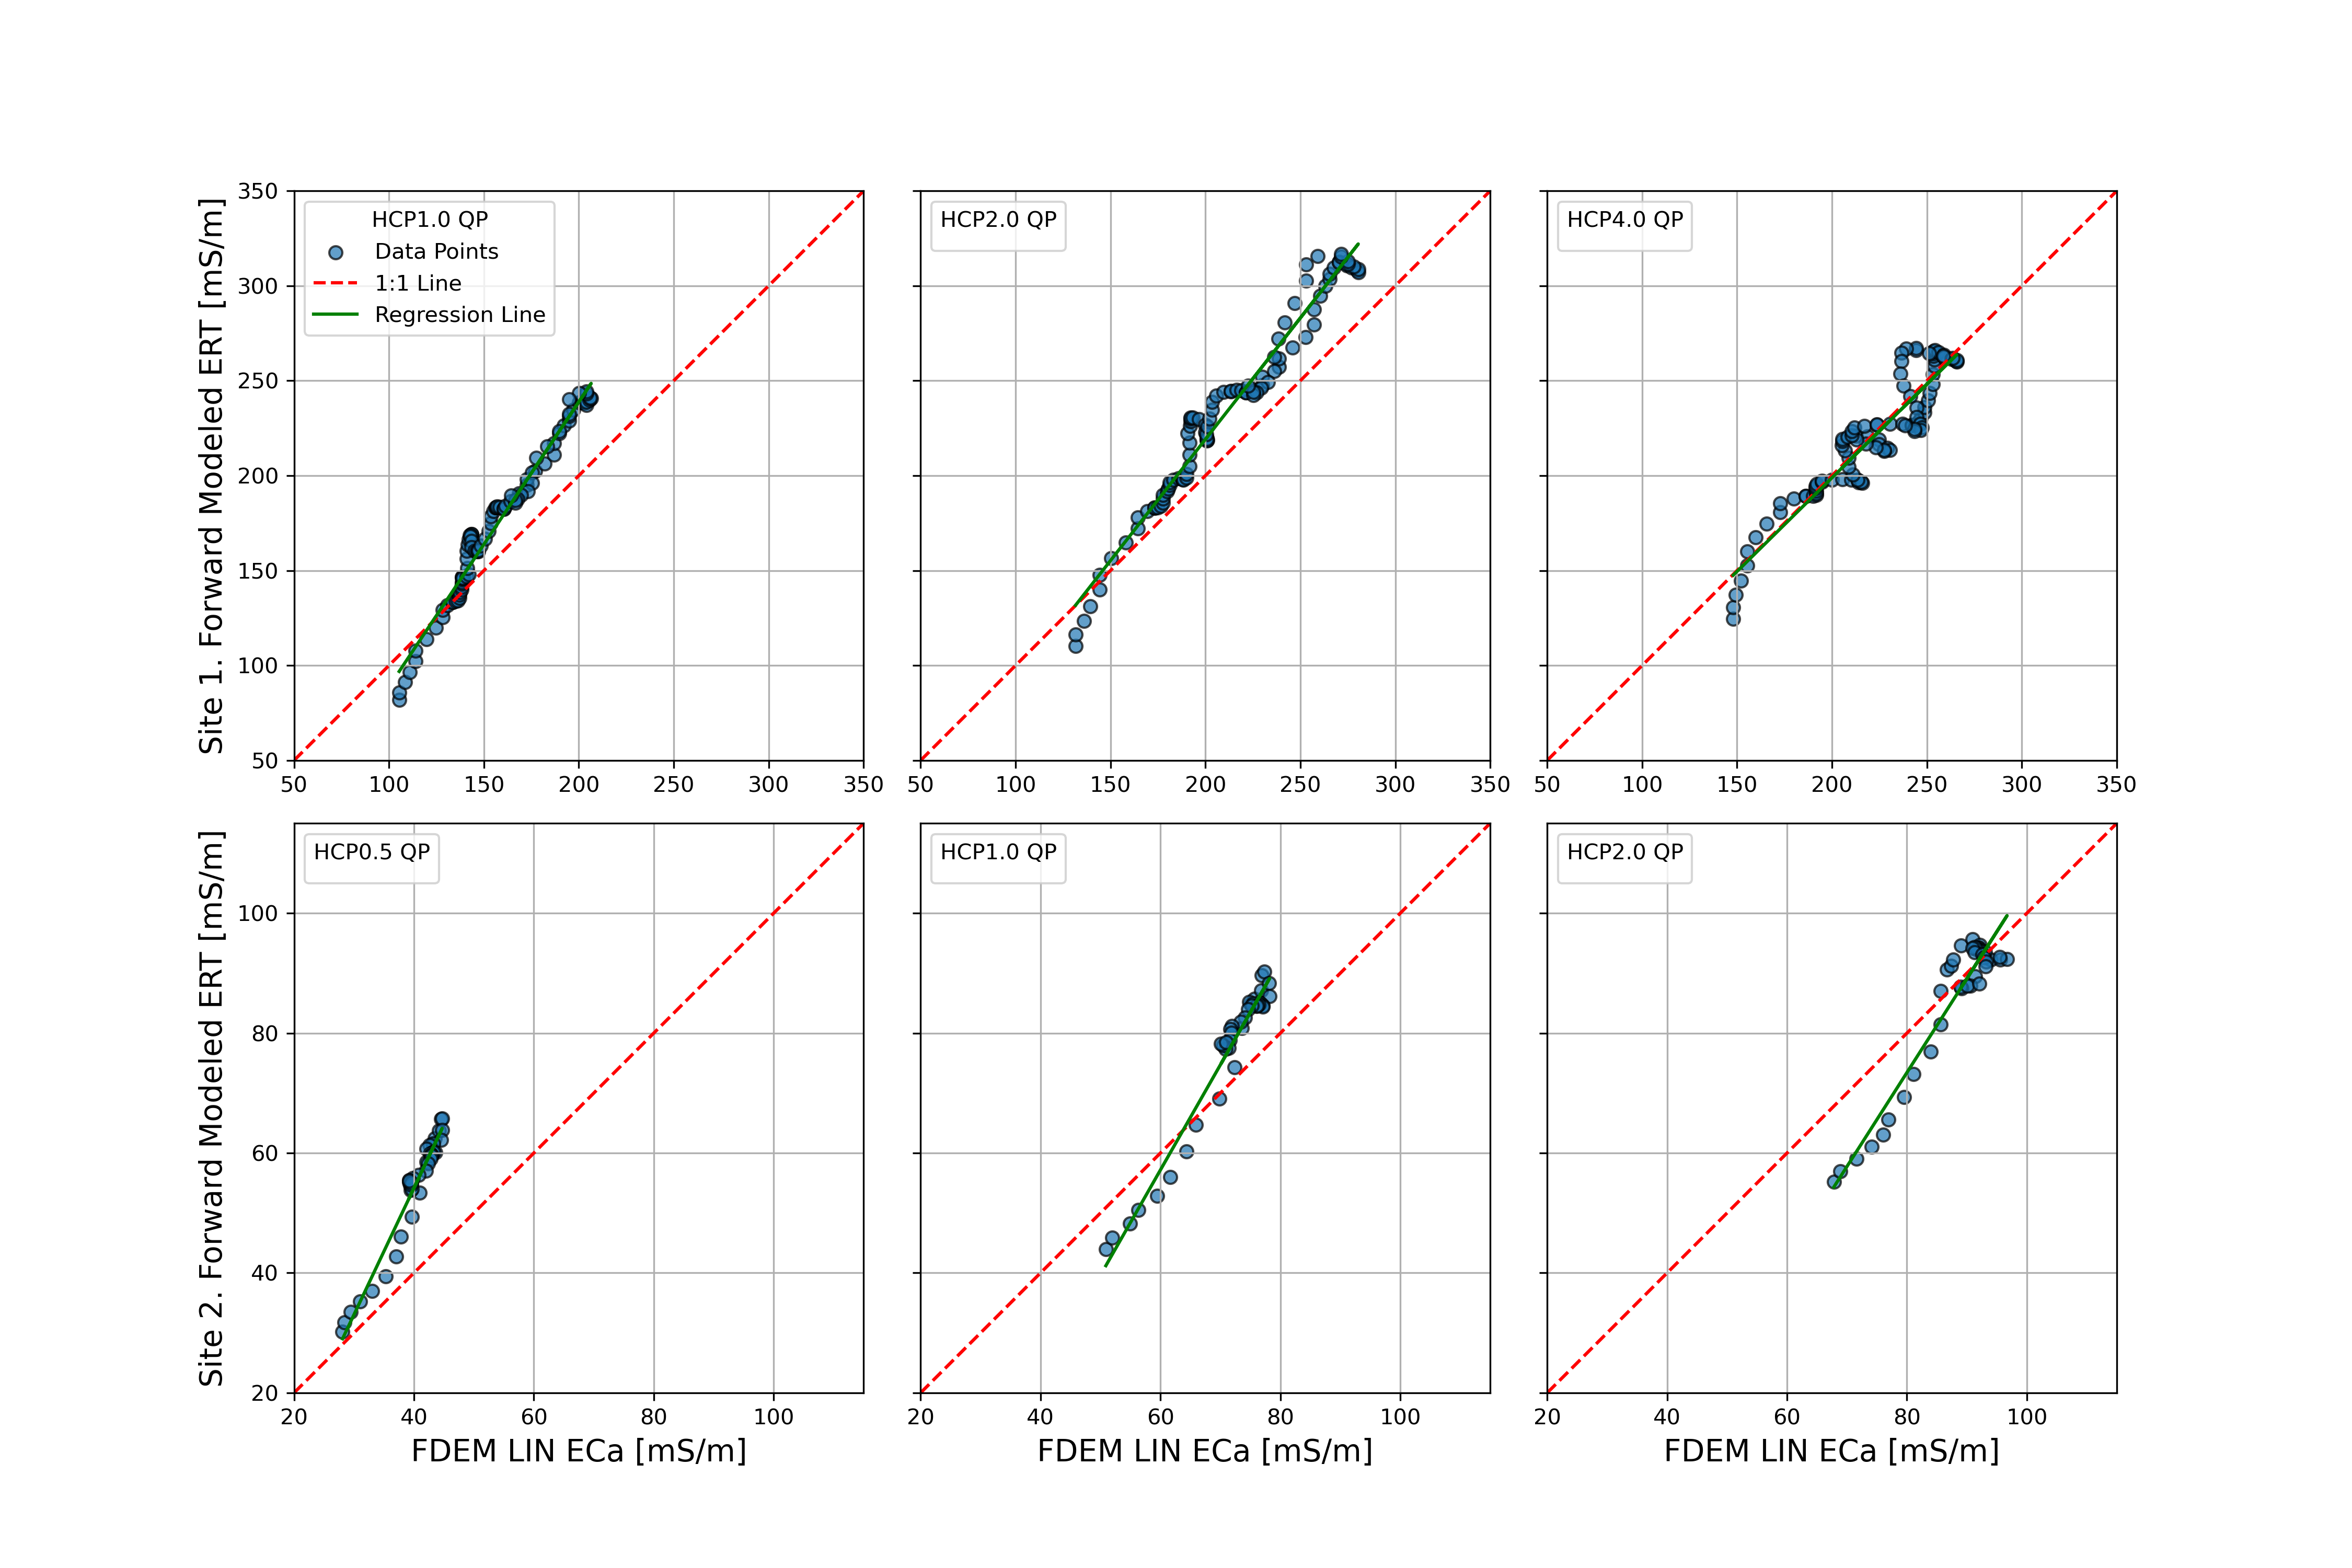 Site 1. Forward Modeled ERT [mS/m]
350
300
250
200
150
100
50
HCP1.0 QP
Data Points
1:1 Line
Regression Line
50 100 150 200 250 300 350
HCP2.0 QP
50 100 150 200 250 300 350
HCP4.0 QP
50 100 150 200 250 300 350
Site 2. Forward Modeled ERT [mS/m]
100
80
60
40
20
HCP0.5 QP
20 40 60 80 100
FDEM LIN ECa [mS/m]
HCP1.0 QP
20 40 60 80 100
FDEM LIN ECa [mS/m]
HCP2.0 QP
20 40 60 80 100
FDEM LIN ECa [mS/m]